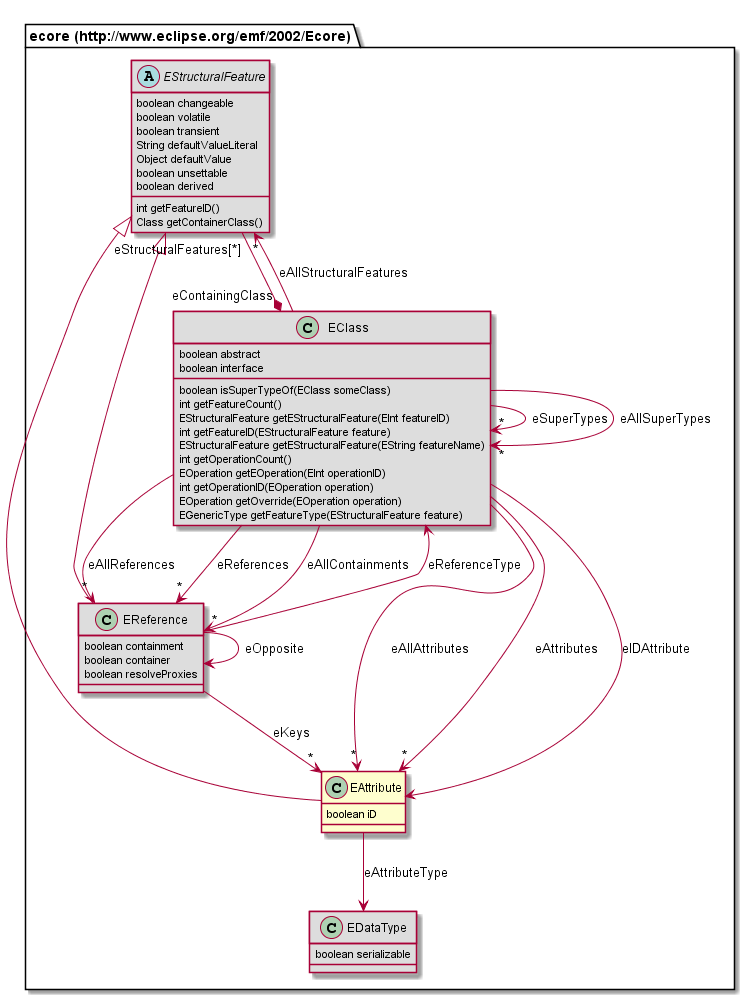 ecore (http://www.eclipse.org/emf/2002/Ecore)
A EStructuralFeature
boolean changeable
boolean volatile
boolean transient
String defaultValueLiteral
Object defaultValue
boolean unsettable
boolean derived
int getFeatureID()
Class getContainerClass()
eStructuralFeatures[*]
*
eAllStructuralFeatures
eContainingClass
C EClass
boolean abstract
boolean interface
boolean isSuperTypeOf(EClass someClass)
int getFeatureCount()
EStructuralFeature getEStructuralFeature(EInt featureID)
int getFeatureID(EStructuralFeature feature)
EStructuralFeature getEStructuralFeature(EString featureName)
int getOperationCount()
EOperation getEOperation(EInt operationID)
int getOperationID(EOperation operation)
EOperation getOverride(EOperation operation)
EGenericType getFeatureType(EStructuralFeature feature)
*
eSuperTypes
eAllSuperTypes
*
eAllReferences
eReferences
eAllContainments
eReferenceType
*
*
*
C EReference
boolean containment
boolean container
boolean resolveProxies
eOpposite
eAllAttributes
eAttributes
eIDAttribute
eKeys
*
*
*
C EAttribute
boolean iD
eAttributeType
C EDataType
boolean serializable